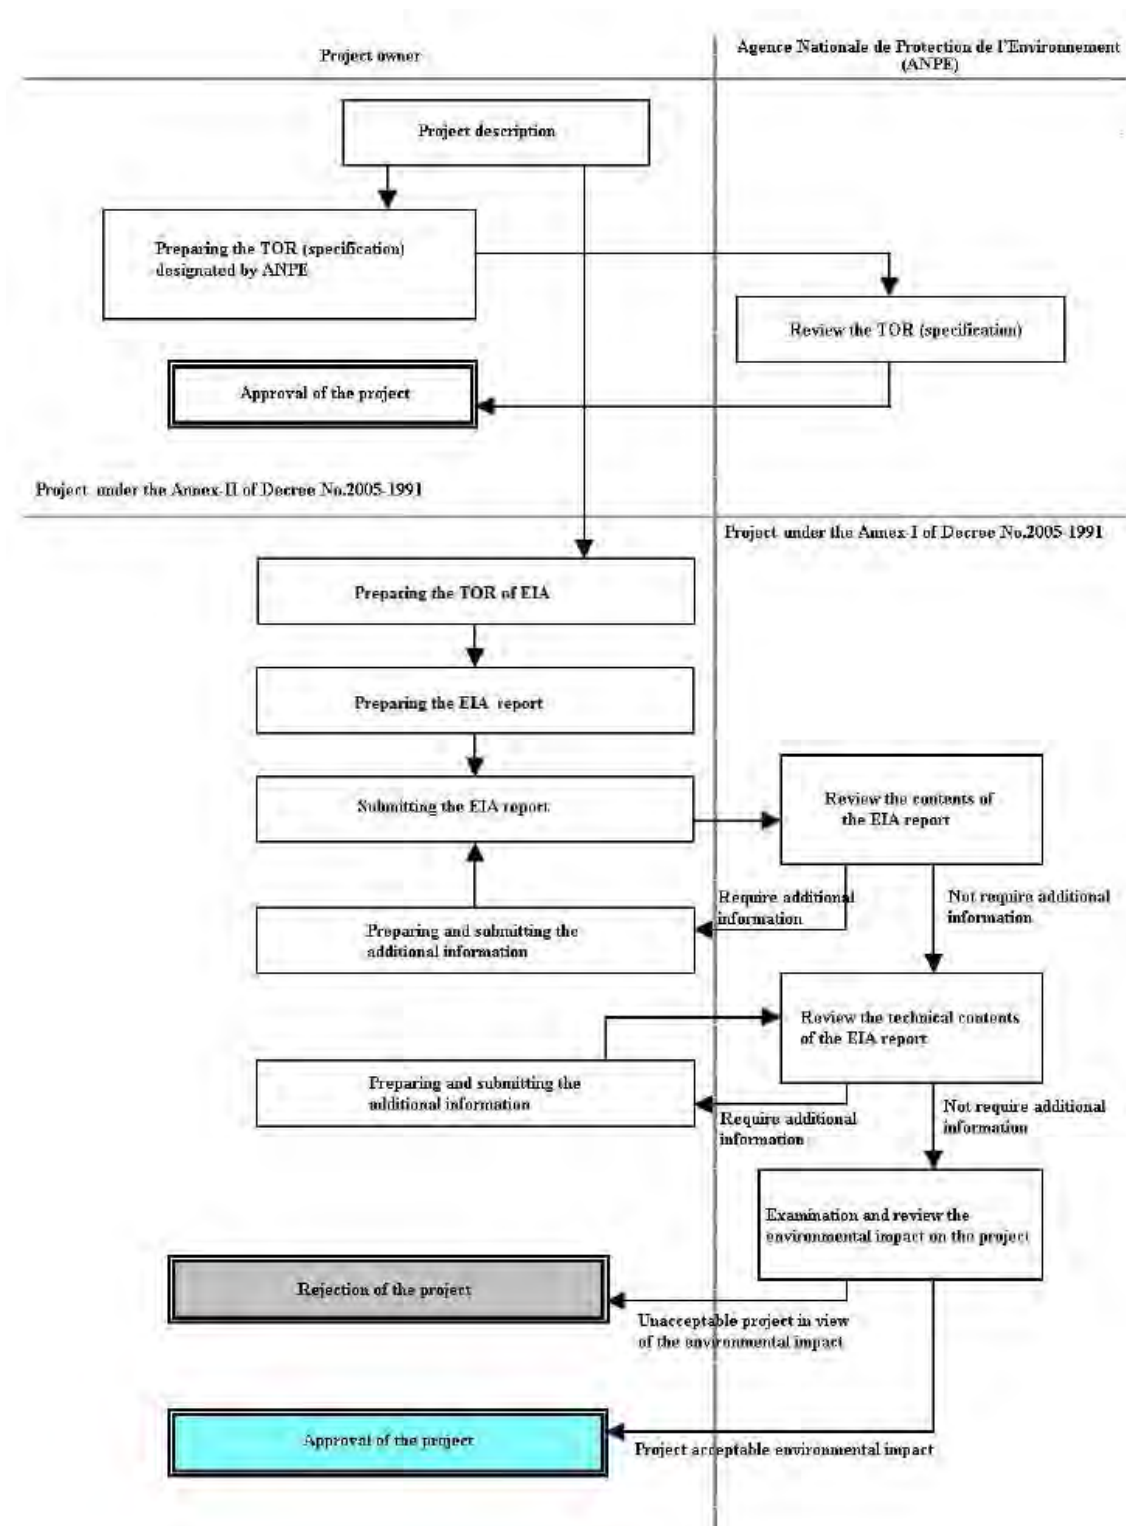 Project owner
Agence Nationale de Protection de l'Environnement
(ANPE)
Project description
Preparing the TOR (specification)
designated by ANPE
Review the TOR (specification)
Approval of the project
Project under the Annex-II of Decree No.2005-1991
Project under the Annex-I of Decree No.2005-1991
Preparing the TOR of EIA
Preparing the EIA report
Submitting the EIA report
Review the contents of
the EIA report
Require additional
information
Not require additional
information
Preparing and submitting the
additional information
Review the technical contents
of the EIA report
Preparing and submitting the
additional information
Require additional
information
Not require additional
information
Examination and review the
environmental impact on the project
Rejection of the project
Unacceptable project in view
of the environmental impact
Approval of the project
Project acceptable environmental impact